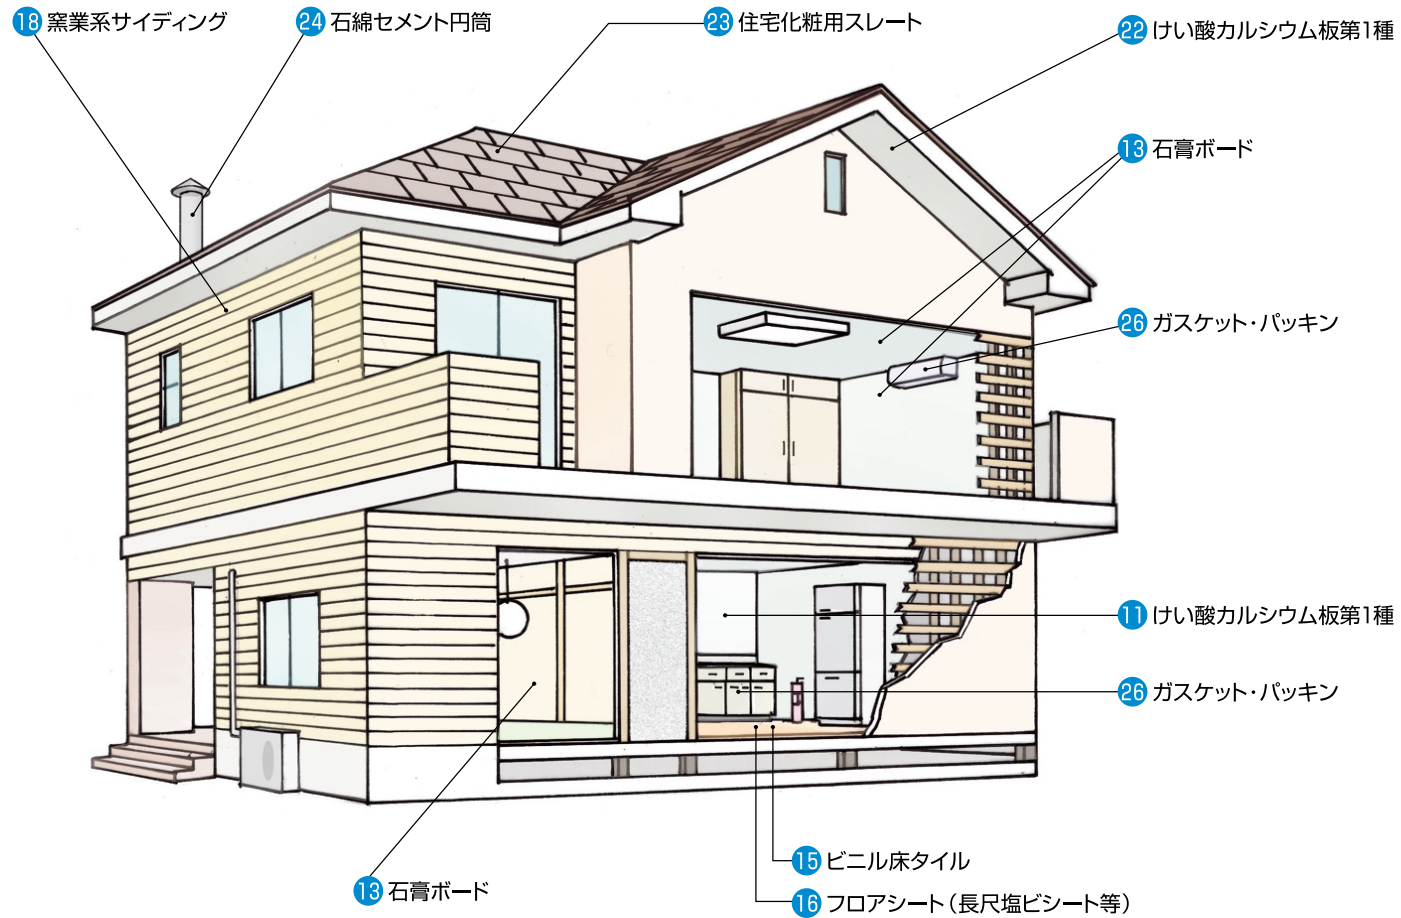 18 窯業系サイディング
24 石綿セメント円筒
23 住宅化粧用スレート
22 けい酸カルシウム板第1種
13 石膏ボード
26 ガスケット・パッキン
11 けい酸カルシウム板第1種
26 ガスケット・パッキン
15 ビニル床タイル
13 石膏ボード
16 フロアシート（長尺塩ビシート等）